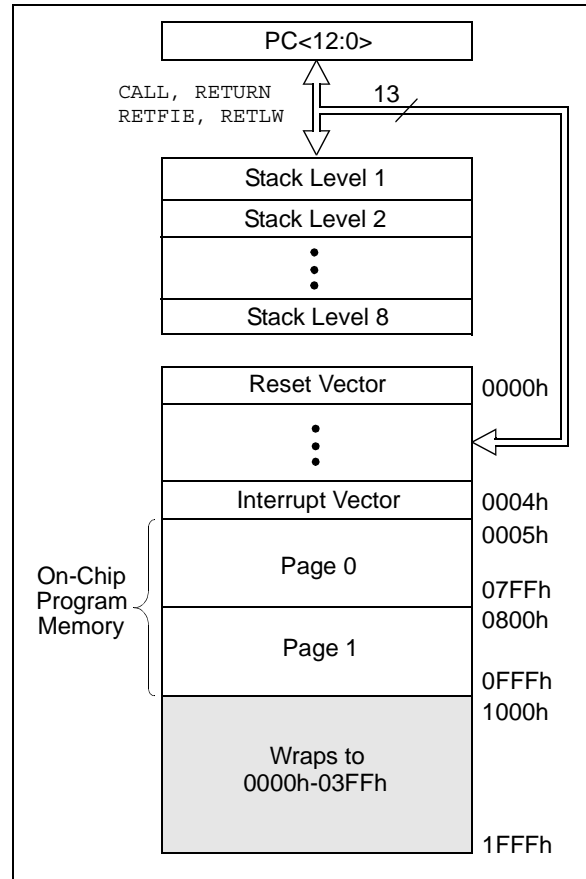 PC<12:0>
CALL, RETURN
RETFIE, RETLW
13
Stack Level 1
Stack Level 2
Stack Level 8
Reset Vector
0000h
Interrupt Vector
0004h
0005h
On-Chip
Program
Memory
Page 0
07FFh
0800h
Page 1
0FFFh
1000h
Wraps to
0000h-03FFh
1FFFh